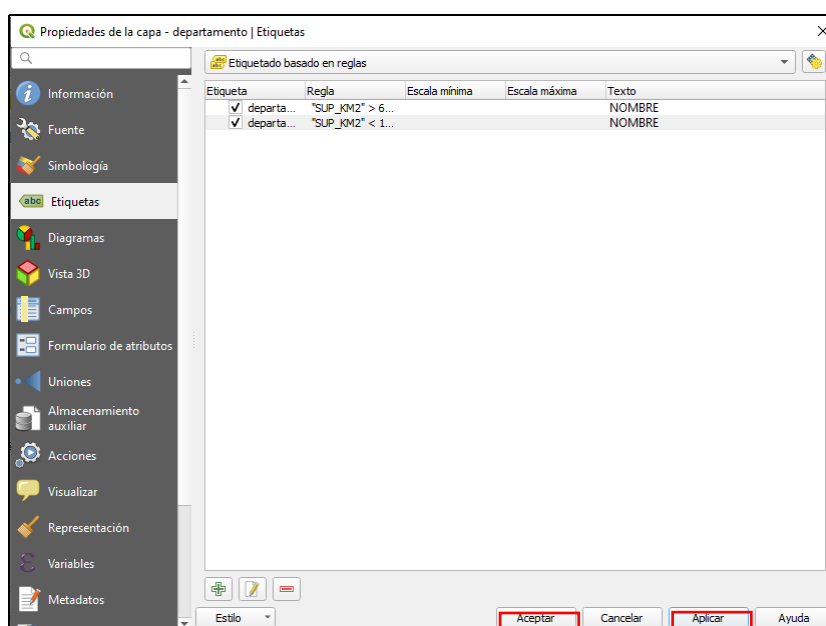 Propiedades de la capa - departamento | Etiquetas
Etiquetado basado en reglas
Etiqueta Regla Escala mínima Escala máxima Texto
departa... "SUP_KM2" > 6... NOMBRE
departa... "SUP_KM2" < 1... NOMBRE
Información
Fuente
Simbología
abc Etiquetas
Diagramas
Vista 3D
Campos
Formulario de atributos
Uniones
Almacenamiento
auxiliar
Acciones
Visualizar
Representación
Variables
Metadatos
Estilo Aceptar Cancelar Aplicar Ayuda